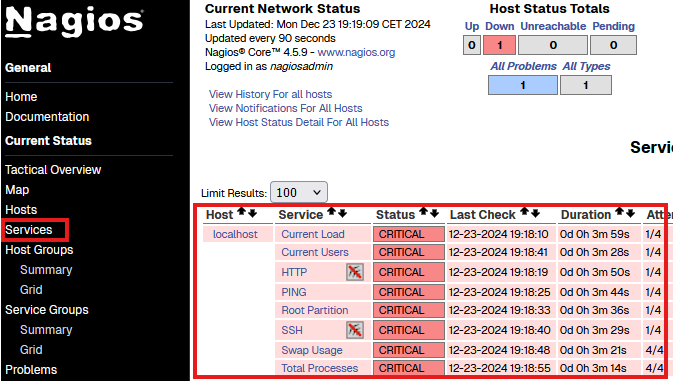 Nagios
General
Home
Documentation
Current Status
Tactical Overview
Map
Hosts
Services
Host Groups
Summary
Grid
Service Groups
Summary
Grid
Problems
Current Network Status
Last Updated: Mon Dec 23 19:19:09 CET 2024
Updated every 90 seconds
Nagios® Core™ 4.5.9 - www.nagios.org
Logged in as nagiosadmin
View History For all hosts
View Notifications For All Hosts
View Host Status Detail For All Hosts
Host Status Totals
Up Down Unreachable Pending
0 1 0 0
All Problems All Types
1 1
Servi
Limit Results: 100
Host Service Status Last Check Duration Atte
localhost Current Load CRITICAL 12-23-2024 19:18:10 0d 0h 3m 59s 1/4
Current Users CRITICAL 12-23-2024 19:18:41 0d 0h 3m 28s 1/4
HTTP CRITICAL 12-23-2024 19:18:19 0d 0h 3m 50s 1/4
PING CRITICAL 12-23-2024 19:18:25 0d 0h 3m 44s 1/4
Root Partition CRITICAL 12-23-2024 19:18:33 0d 0h 3m 36s 1/4
SSH CRITICAL 12-23-2024 19:18:40 0d 0h 3m 29s 1/4
Swap Usage CRITICAL 12-23-2024 19:18:48 0d 0h 3m 21s 4/4
Total Processes CRITICAL 12-23-2024 19:18:55 0d 0h 3m 14s 4/4